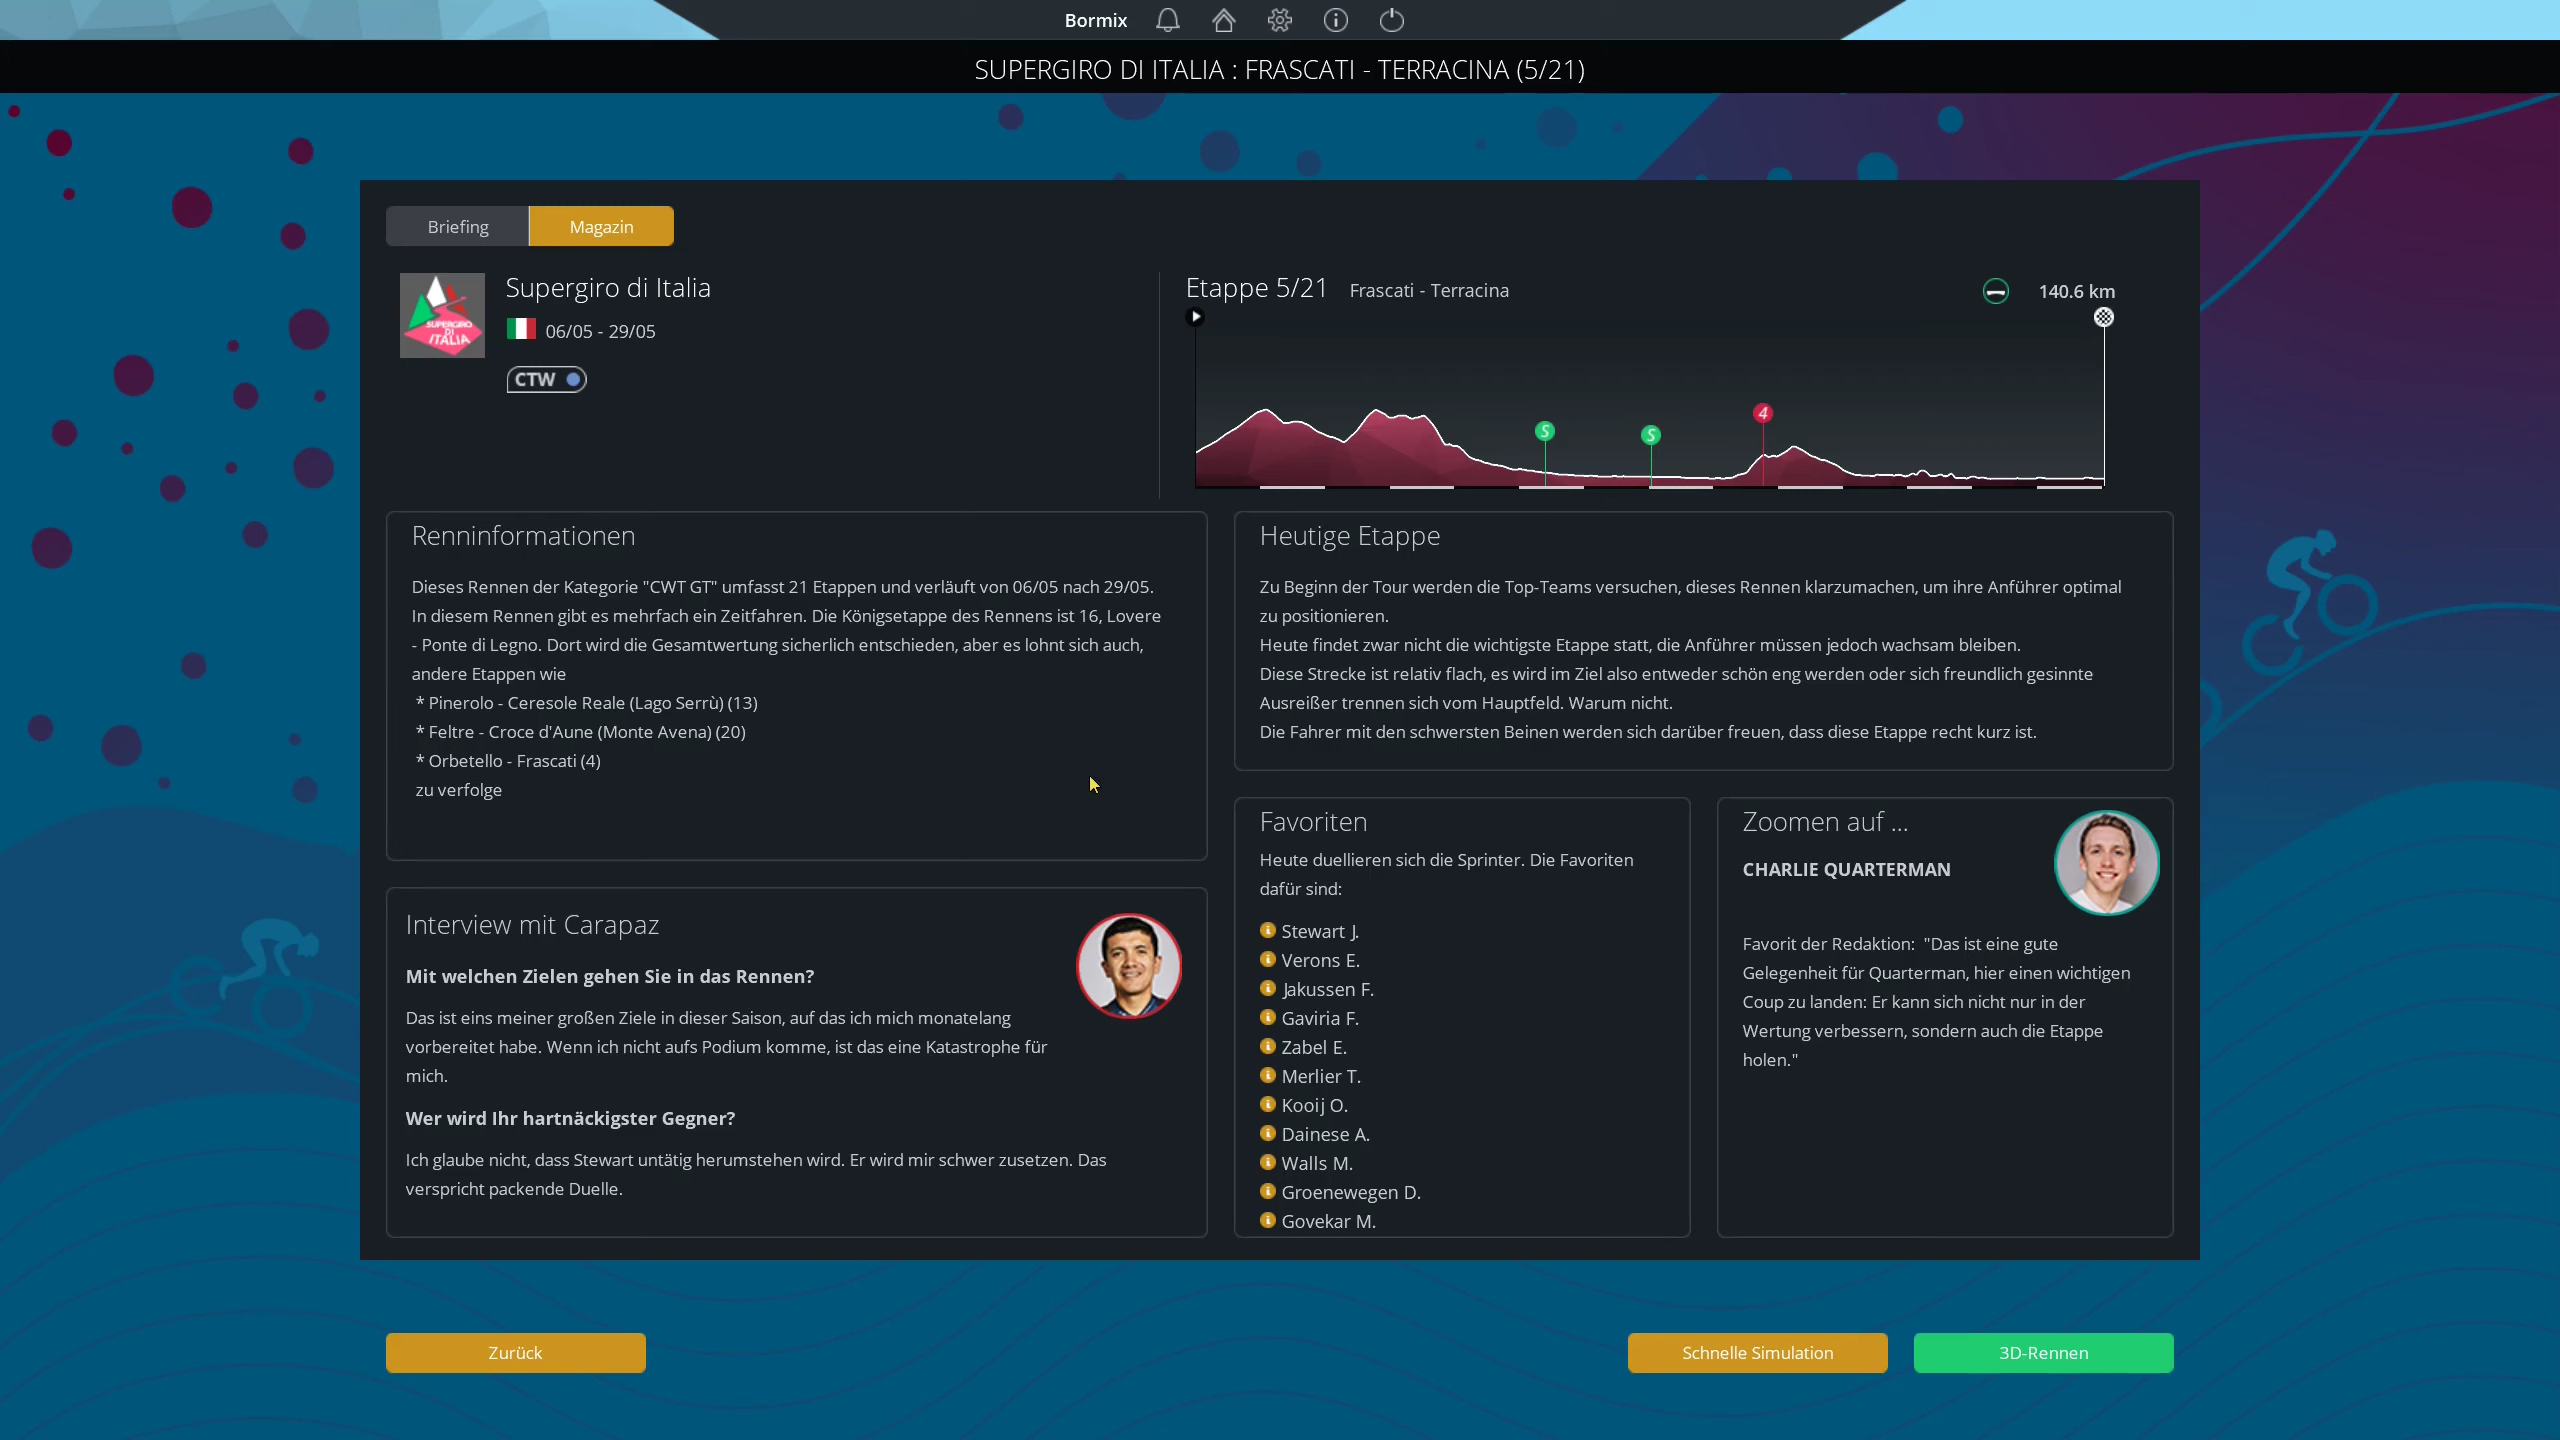 Bormix
SUPERGIRO DI ITALIA : FRASCATI - TERRACINA (5/21)
Briefing
Magazin
SUPERGIRO
DI
ITALIA
Supergiro di Italia
06/05 - 29/05
CTW
Etappe 5/21 Frascati - Terracina
140.6 km
S
S
4
Renninformationen
Dieses Rennen der Kategorie "CWT GT" umfasst 21 Etappen und verläuft von 06/05 nach 29/05.
In diesem Rennen gibt es mehrfach ein Zeitfahren. Die Königsetappe des Rennens ist 16, Lovere
- Ponte di Legno. Dort wird die Gesamtwertung sicherlich entschieden, aber es lohnt sich auch,
andere Etappen wie
* Pinerolo - Ceresole Reale (Lago Serrù) (13)
* Feltre - Croce d'Aune (Monte Avena) (20)
* Orbetello - Frascati (4)
zu verfolge
Heutige Etappe
Zu Beginn der Tour werden die Top-Teams versuchen, dieses Rennen klarzumachen, um ihre Anführer optimal
zu positionieren.
Heute findet zwar nicht die wichtigste Etappe statt, die Anführer müssen jedoch wachsam bleiben.
Diese Strecke ist relativ flach, es wird im Ziel also entweder schön eng werden oder sich freundlich gesinnte
Ausreißer trennen sich vom Hauptfeld. Warum nicht.
Die Fahrer mit den schwersten Beinen werden sich darüber freuen, dass diese Etappe recht kurz ist.
Interview mit Carapaz
Mit welchen Zielen gehen Sie in das Rennen?
Das ist eins meiner großen Ziele in dieser Saison, auf das ich mich monatelang
vorbereitet habe. Wenn ich nicht aufs Podium komme, ist das eine Katastrophe für
mich.
Wer wird Ihr hartnäckigster Gegner?
Ich glaube nicht, dass Stewart untätig herumstehen wird. Er wird mir schwer zusetzen. Das
verspricht packende Duelle.
Favoriten
Heute duellieren sich die Sprinter. Die Favoriten
dafür sind:
Stewart J.
Verons E.
Jakussen F.
Gaviria F.
Zabel E.
Merlier T.
Kooij O.
Dainese A.
Walls M.
Groenewegen D.
Govekar M.
Zoomen auf ...
CHARLIE QUARTERMAN
Favorit der Redaktion: "Das ist eine gute
Gelegenheit für Quarterman, hier einen wichtigen
Coup zu landen: Er kann sich nicht nur in der
Wertung verbessern, sondern auch die Etappe
holen."
Zurück
Schnelle Simulation
3D-Rennen